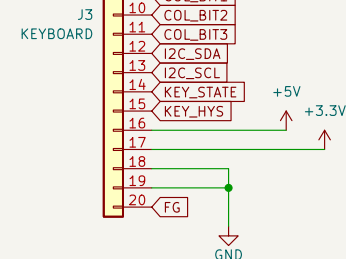 10 COL_BIT2
J3
11 COL_BIT3
KEYBOARD
12 I2C_SDA
13 I2C_SCL
14 KEY_STATE
+5V
15 KEY_HYS
+3.3V
16
17
18
19
20 FG
GND